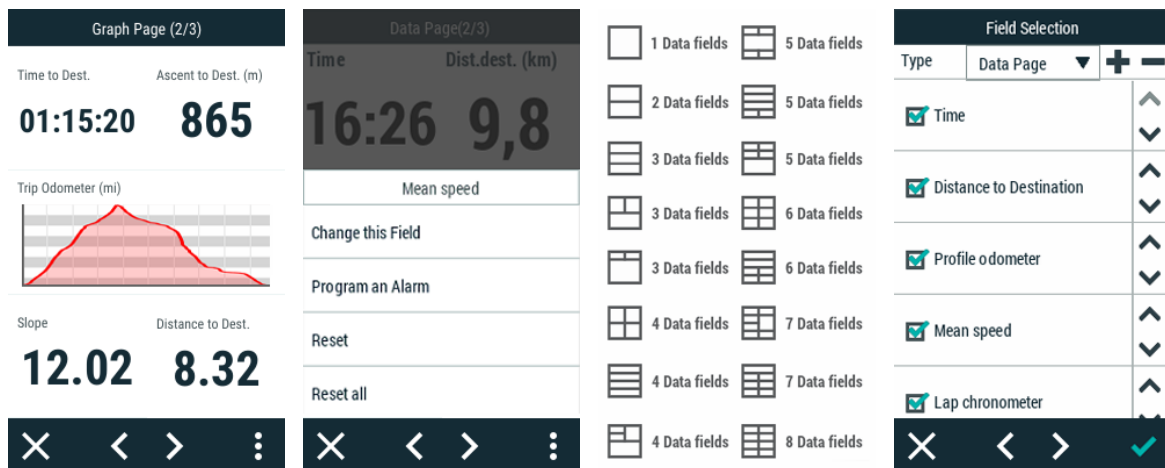 Graph Page (2/3)
Time to Dest. Ascent to Dest. (m)
01:15:20 865
Trip Odometer (mi)
Slope Distance to Dest.
12.02 8.32
Data Page(2/3)
Time Dist.dest. (km)
16:26 9,8
Mean speed
Change this Field
Program an Alarm
Reset
Reset all
1 Data fields 5 Data fields
2 Data fields 5 Data fields
3 Data fields 5 Data fields
3 Data fields 6 Data fields
3 Data fields 6 Data fields
4 Data fields 7 Data fields
4 Data fields 7 Data fields
4 Data fields 8 Data fields
Field Selection
Type Data Page
Time
Distance to Destination
Profile odometer
Mean speed
Lap chronometer